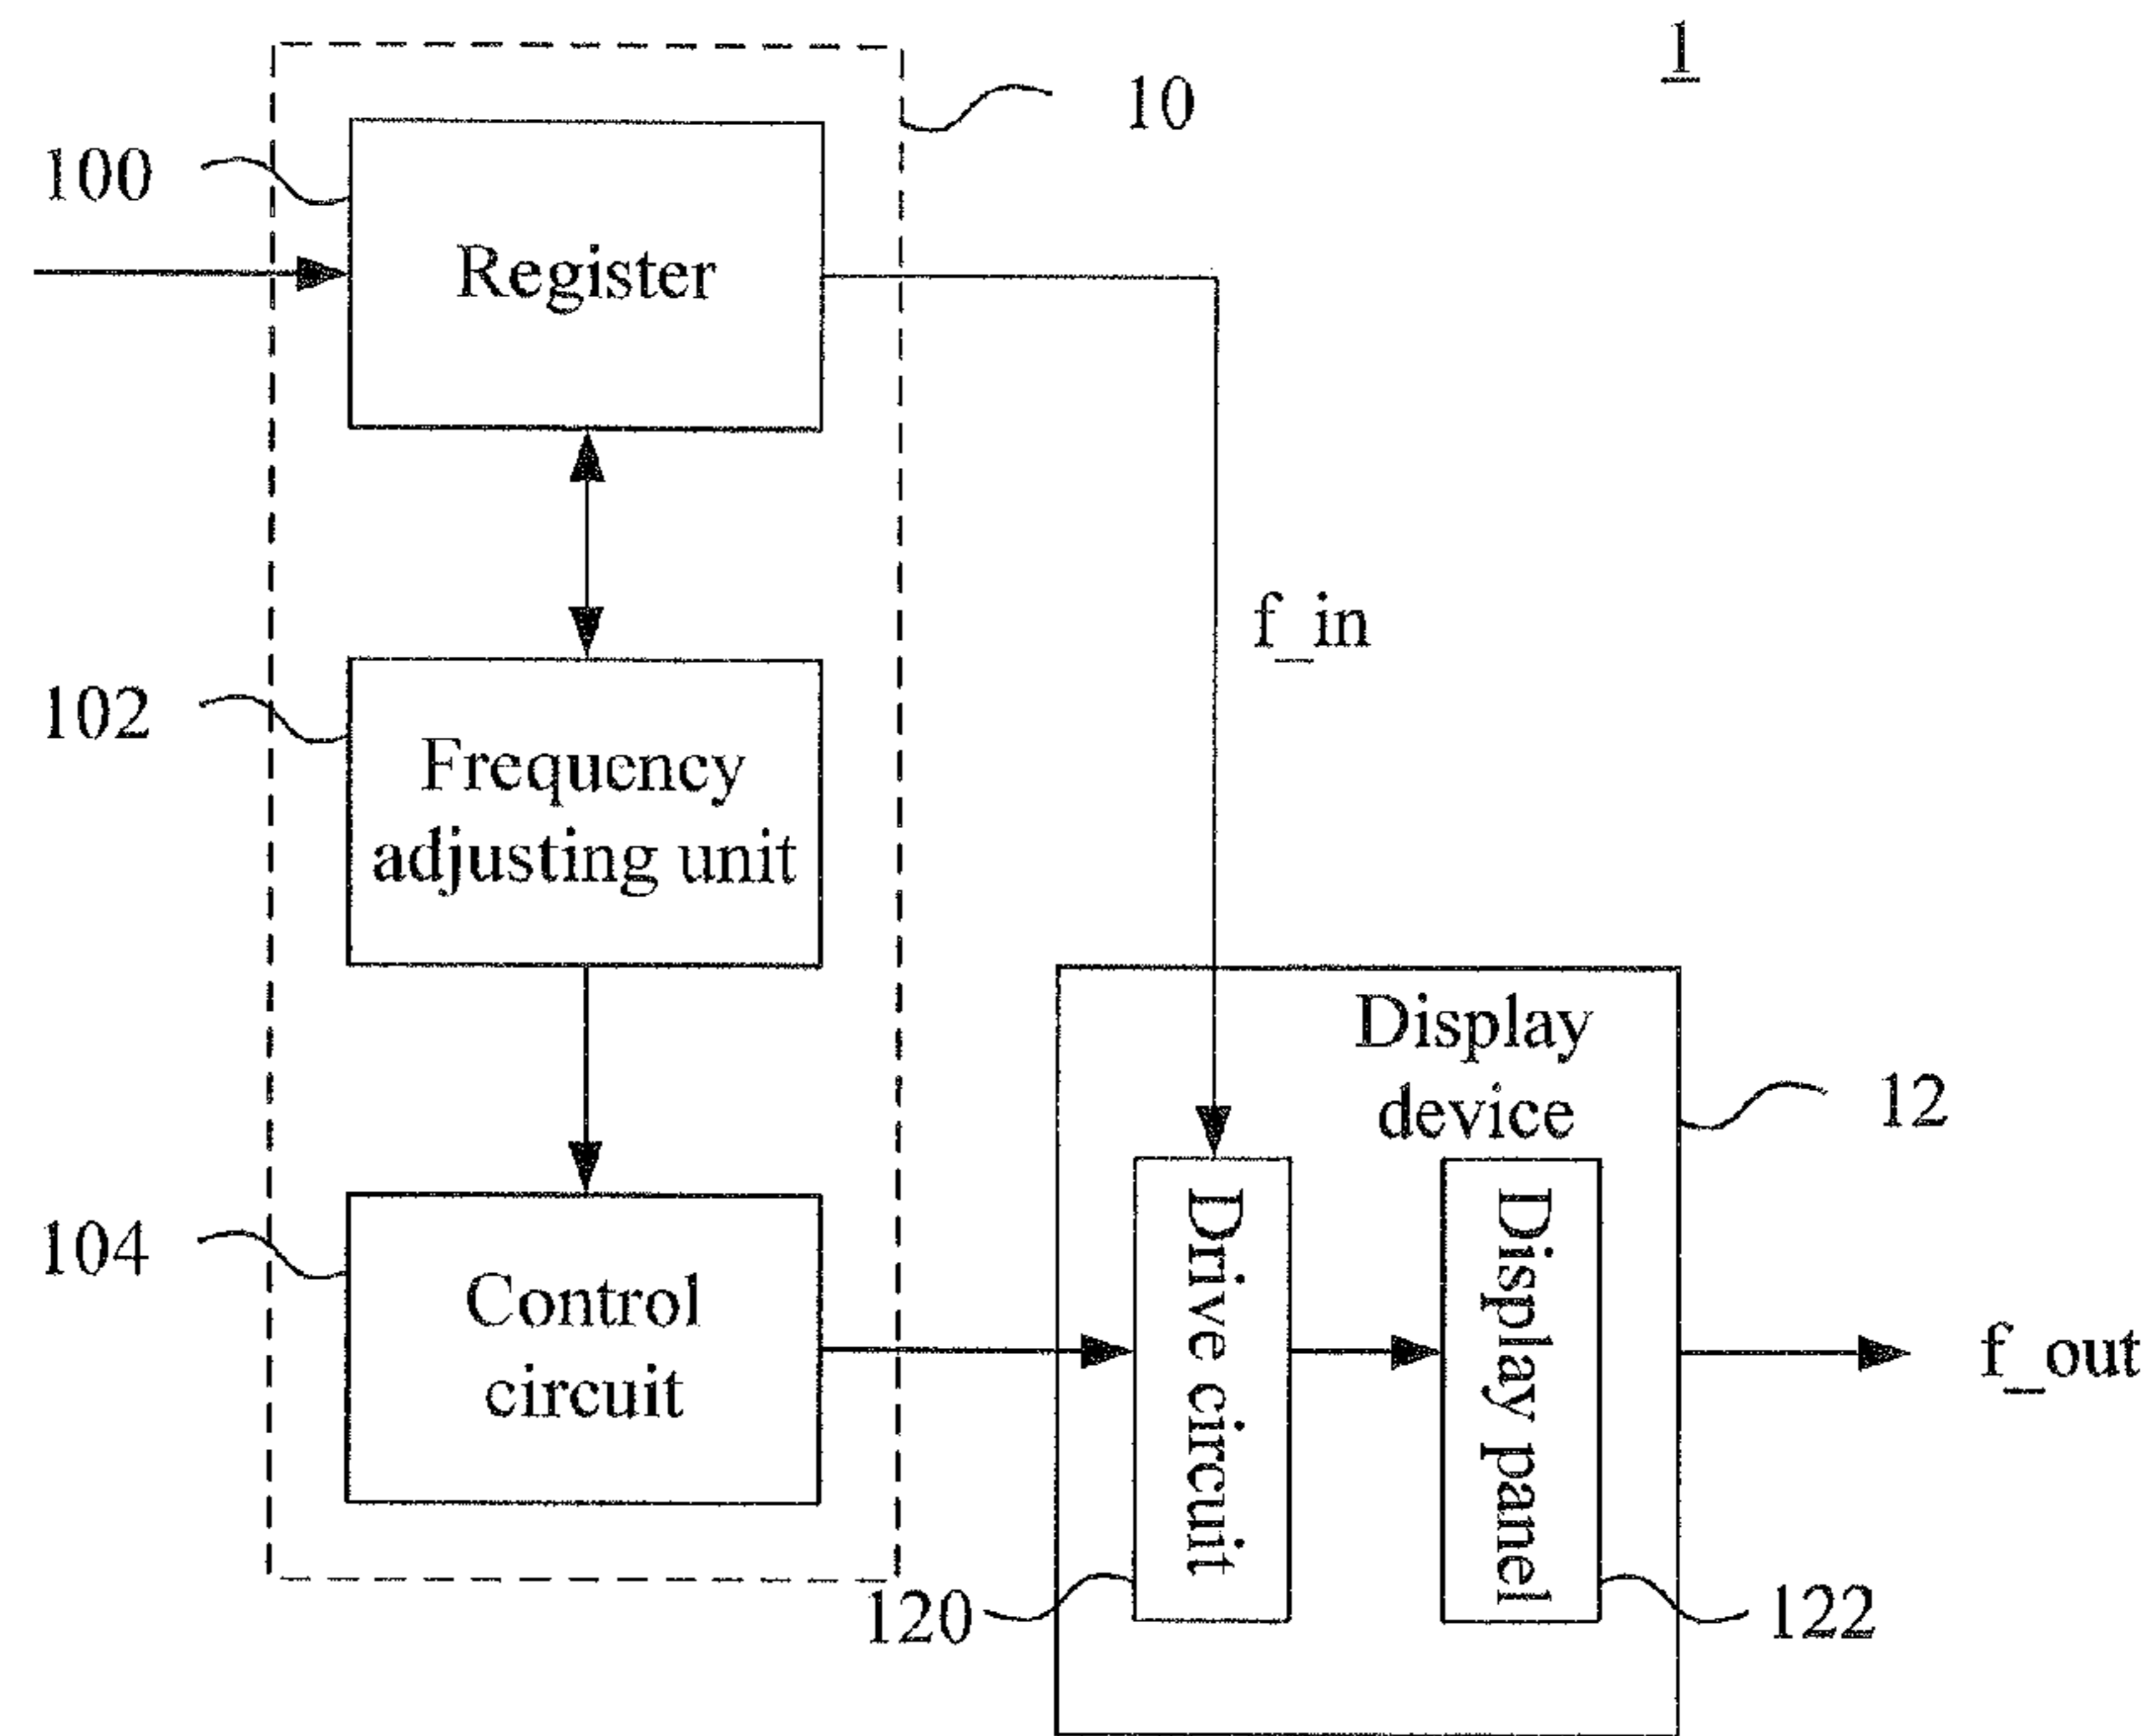 1
10
100
Register
f_in
102
Frequency
adjusting unit
Display
device
12
104
Control
circuit
Drive circuit
Display panel
f_out
120
122